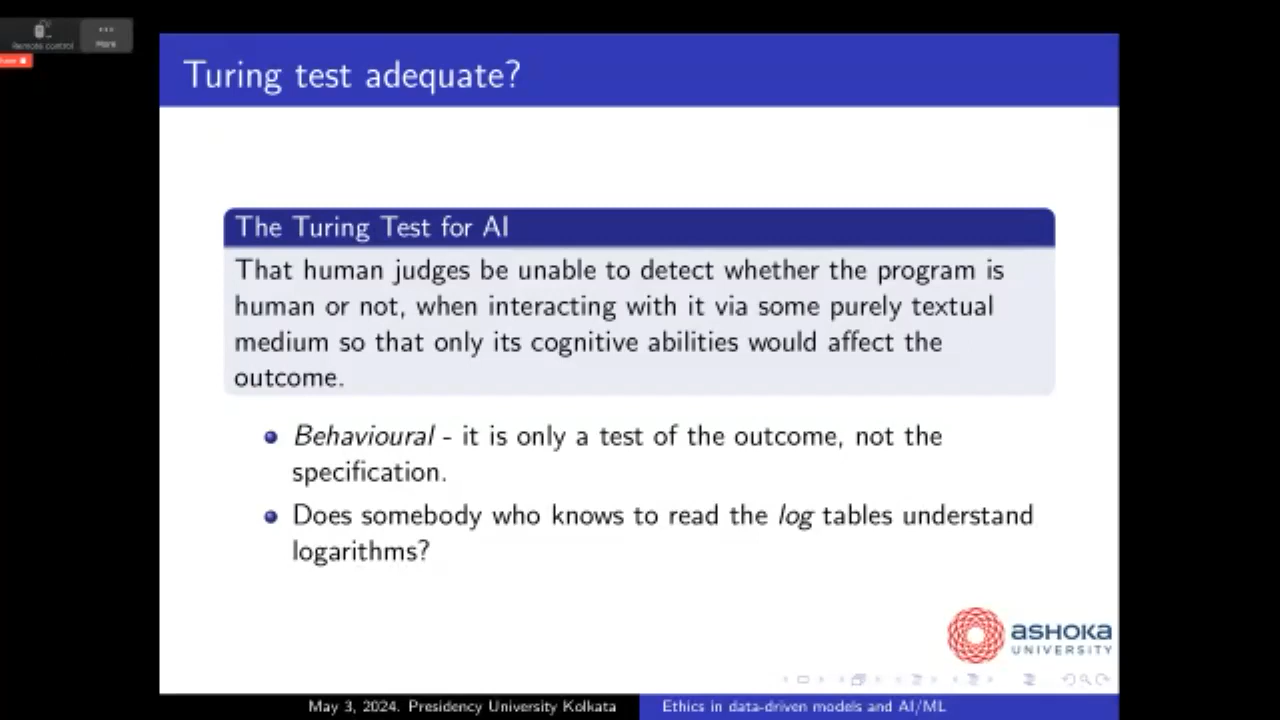 Remote control
More
Turing test adequate?
The Turing Test for AI
That human judges be unable to detect whether the program is
human or not, when interacting with it via some purely textual
medium so that only its cognitive abilities would affect the
outcome.
Behavioural - it is only a test of the outcome, not the
specification.
Does somebody who knows to read the log tables understand
logarithms?
ASHOKA
UNIVERSITY
May 3, 2024. Presidency University Kolkata
Ethics in data-driven models and AI/ML